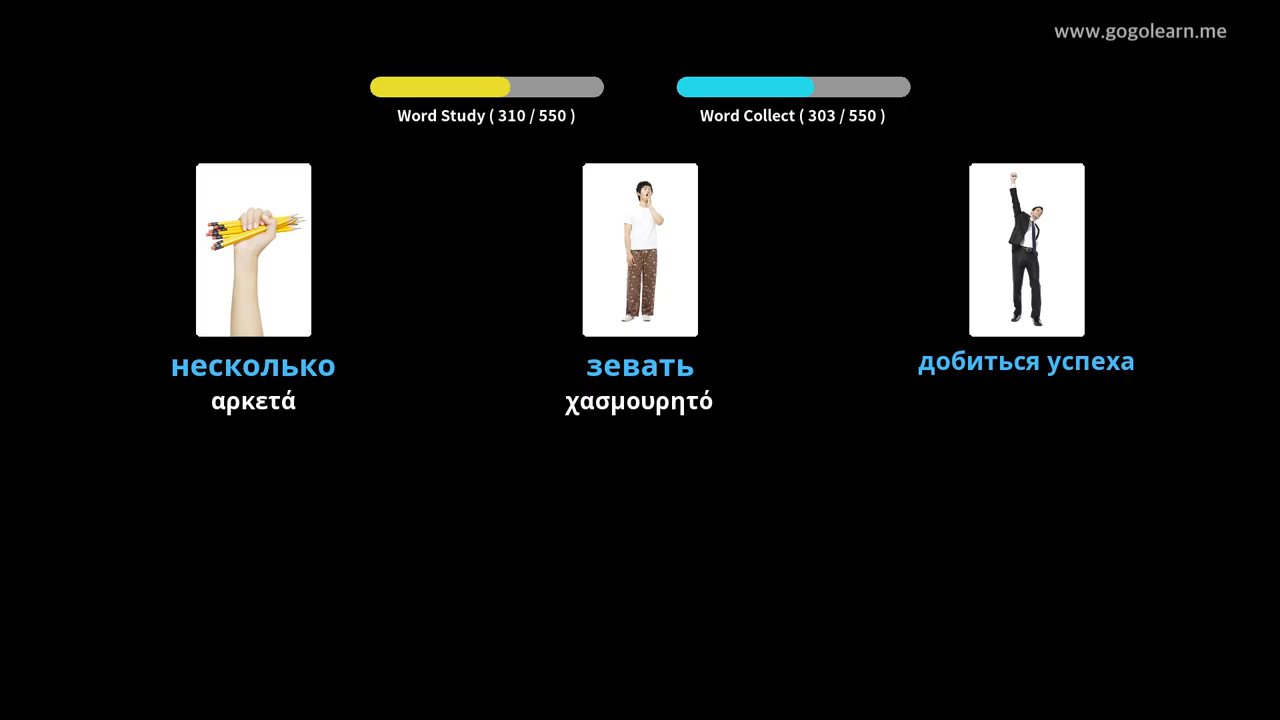 www.gogolearn.me
Word Study ( 310 / 550 )
Word Collect ( 303 / 550 )
несколько
αρκετά
зевать
χασμουρητό
добиться успеха